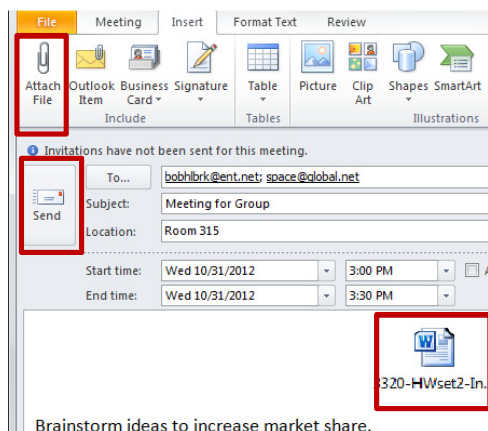 File Meeting Insert Format Text Review
Attach File
Outlook Item
Business Card
Signature
Table
Picture
Clip Art
Shapes
SmartArt
Include Tables Illustrations
Invitations have not been sent for this meeting.
Send
To... bobhlbrk@ent.net; space@global.net
Subject: Meeting for Group
Location: Room 315
Start time: Wed 10/31/2012 3:00 PM
End time: Wed 10/31/2012 3:30 PM
3320-HWset2-In..
Brainstorm ideas to increase market share.